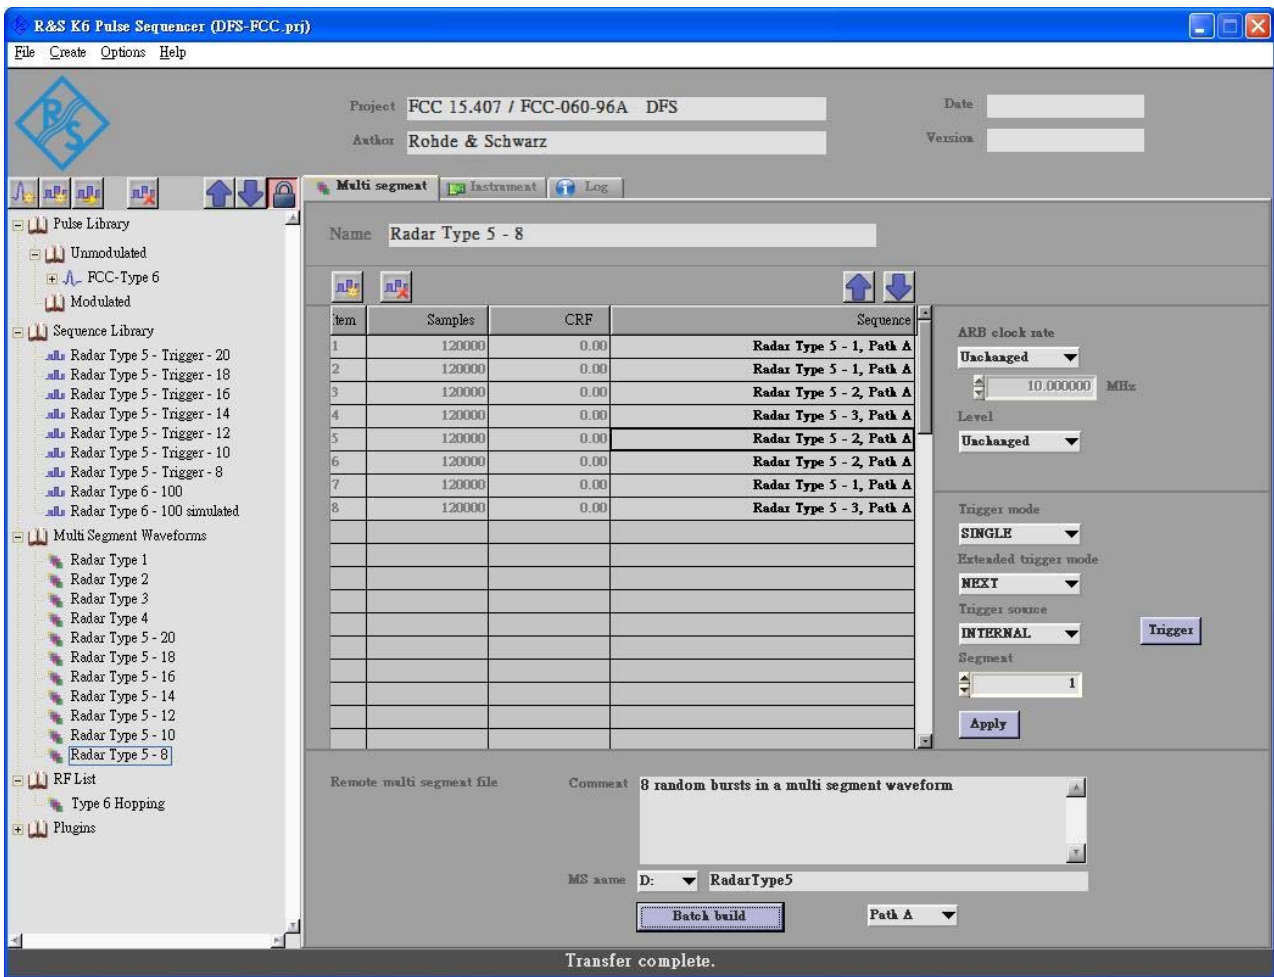 R&S K6 Pulse Sequencer (DFS-FCC.prj)
File Create Options Help
R&S
Project FCC 15.407 / FCC-060-96A DFS
Date
Author Rohde & Schwarz
Version
Multi segment Instrument Log
Pulse Library
Unmodulated
FCC-Type 6
Modulated
Sequence Library
Radar Type 5 - Trigger - 20
Radar Type 5 - Trigger - 18
Radar Type 5 - Trigger - 16
Radar Type 5 - Trigger - 14
Radar Type 5 - Trigger - 12
Radar Type 5 - Trigger - 10
Radar Type 5 - Trigger - 8
Radar Type 6 - 100
Radar Type 6 - 100 simulated
Multi Segment Waveforms
Radar Type 1
Radar Type 2
Radar Type 3
Radar Type 4
Radar Type 5 - 20
Radar Type 5 - 18
Radar Type 5 - 16
Radar Type 5 - 14
Radar Type 5 - 12
Radar Type 5 - 10
Radar Type 5 - 8
RF List
Type 6 Hopping
Plugins
Name Radar Type 5 - 8
Item Samples CRF Sequence
1 120000 0.00 Radar Type 5 - 1, Path A
2 120000 0.00 Radar Type 5 - 1, Path A
3 120000 0.00 Radar Type 5 - 2, Path A
4 120000 0.00 Radar Type 5 - 3, Path A
5 120000 0.00 Radar Type 5 - 2, Path A
6 120000 0.00 Radar Type 5 - 2, Path A
7 120000 0.00 Radar Type 5 - 1, Path A
8 120000 0.00 Radar Type 5 - 3, Path A
ARB clock rate
Unchanged
10.000000 MHz
Level
Unchanged
Trigger mode
SINGLE
Extended trigger mode
NEXT
Trigger source
INTERNAL
Trigger
Segment
1
Apply
Remote multi segment file
Comment 8 random bursts in a multi segment waveform
MS name D: RadarType5
Batch build Path A
Transfer complete.